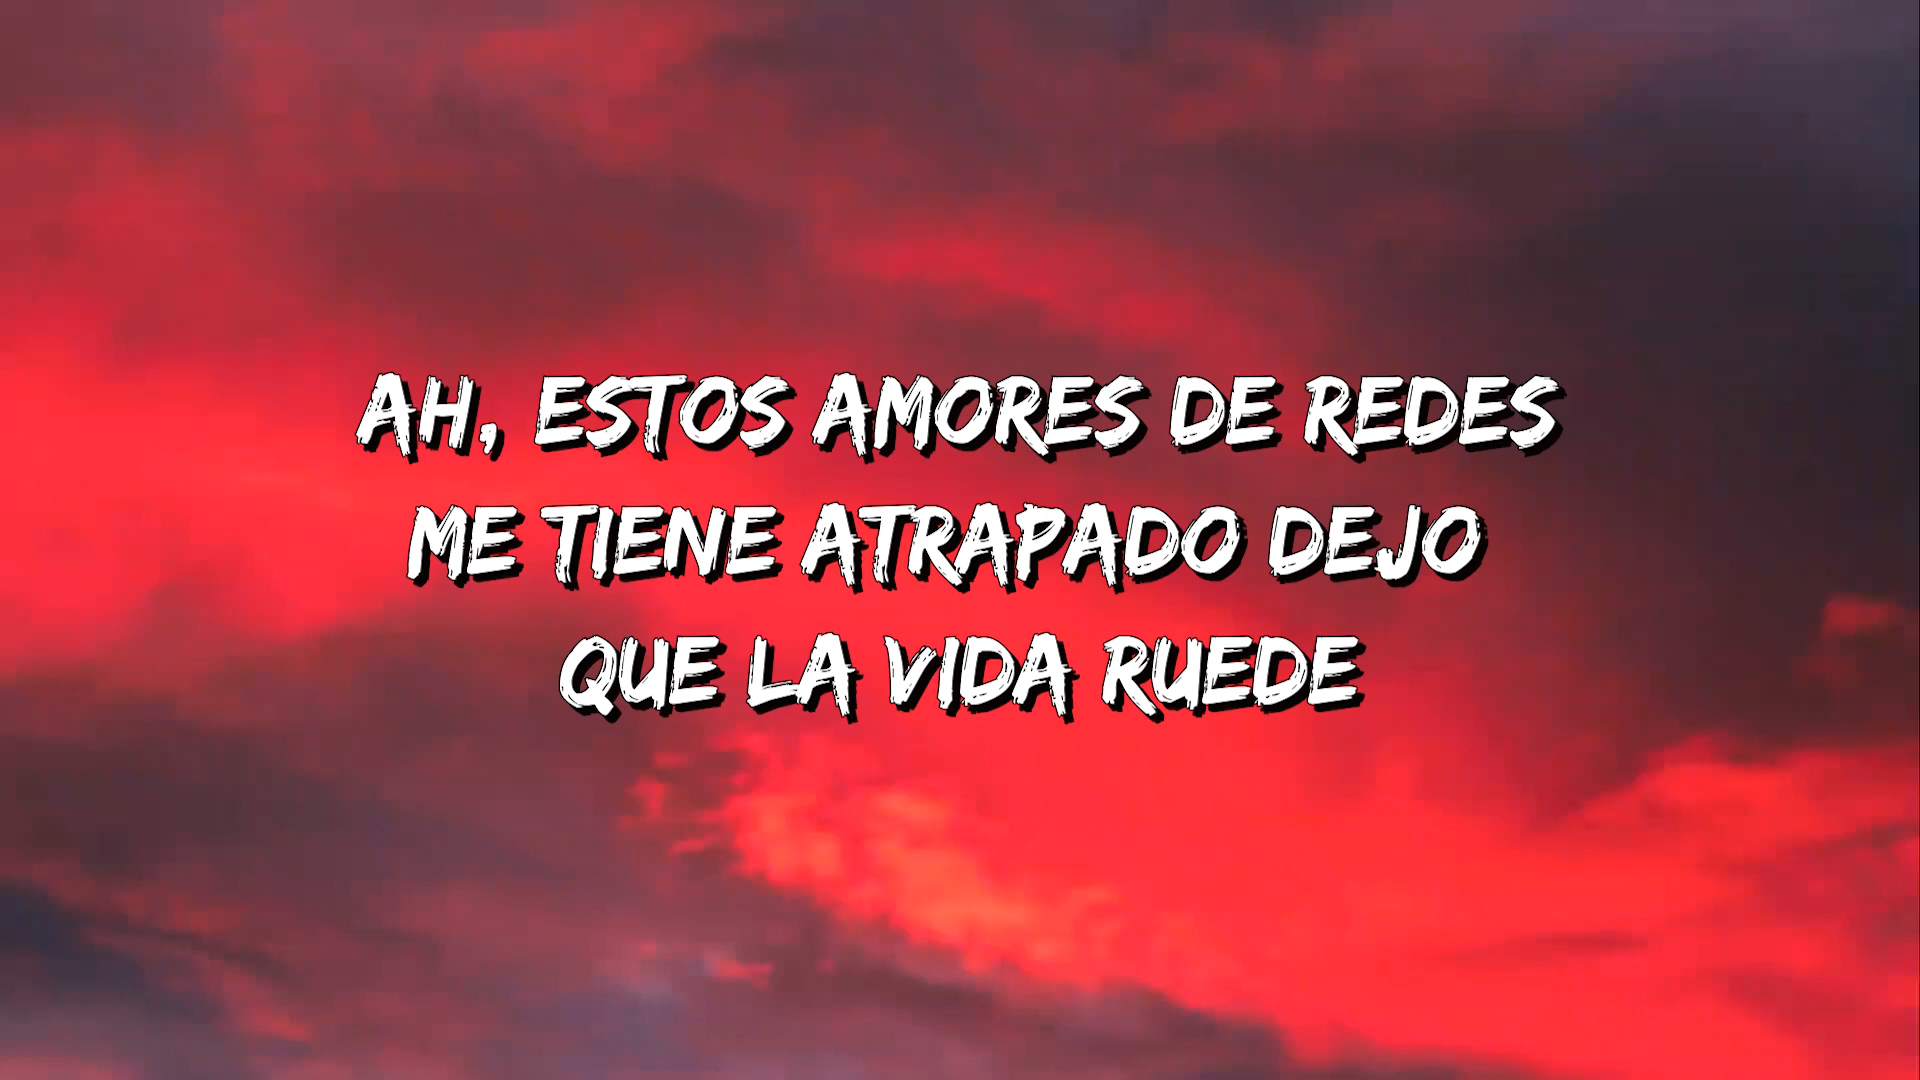 AH, ESTOS AMORES DE REDES
ME TIENE ATRAPADO DEJO
QUE LA VIDA RUEDE